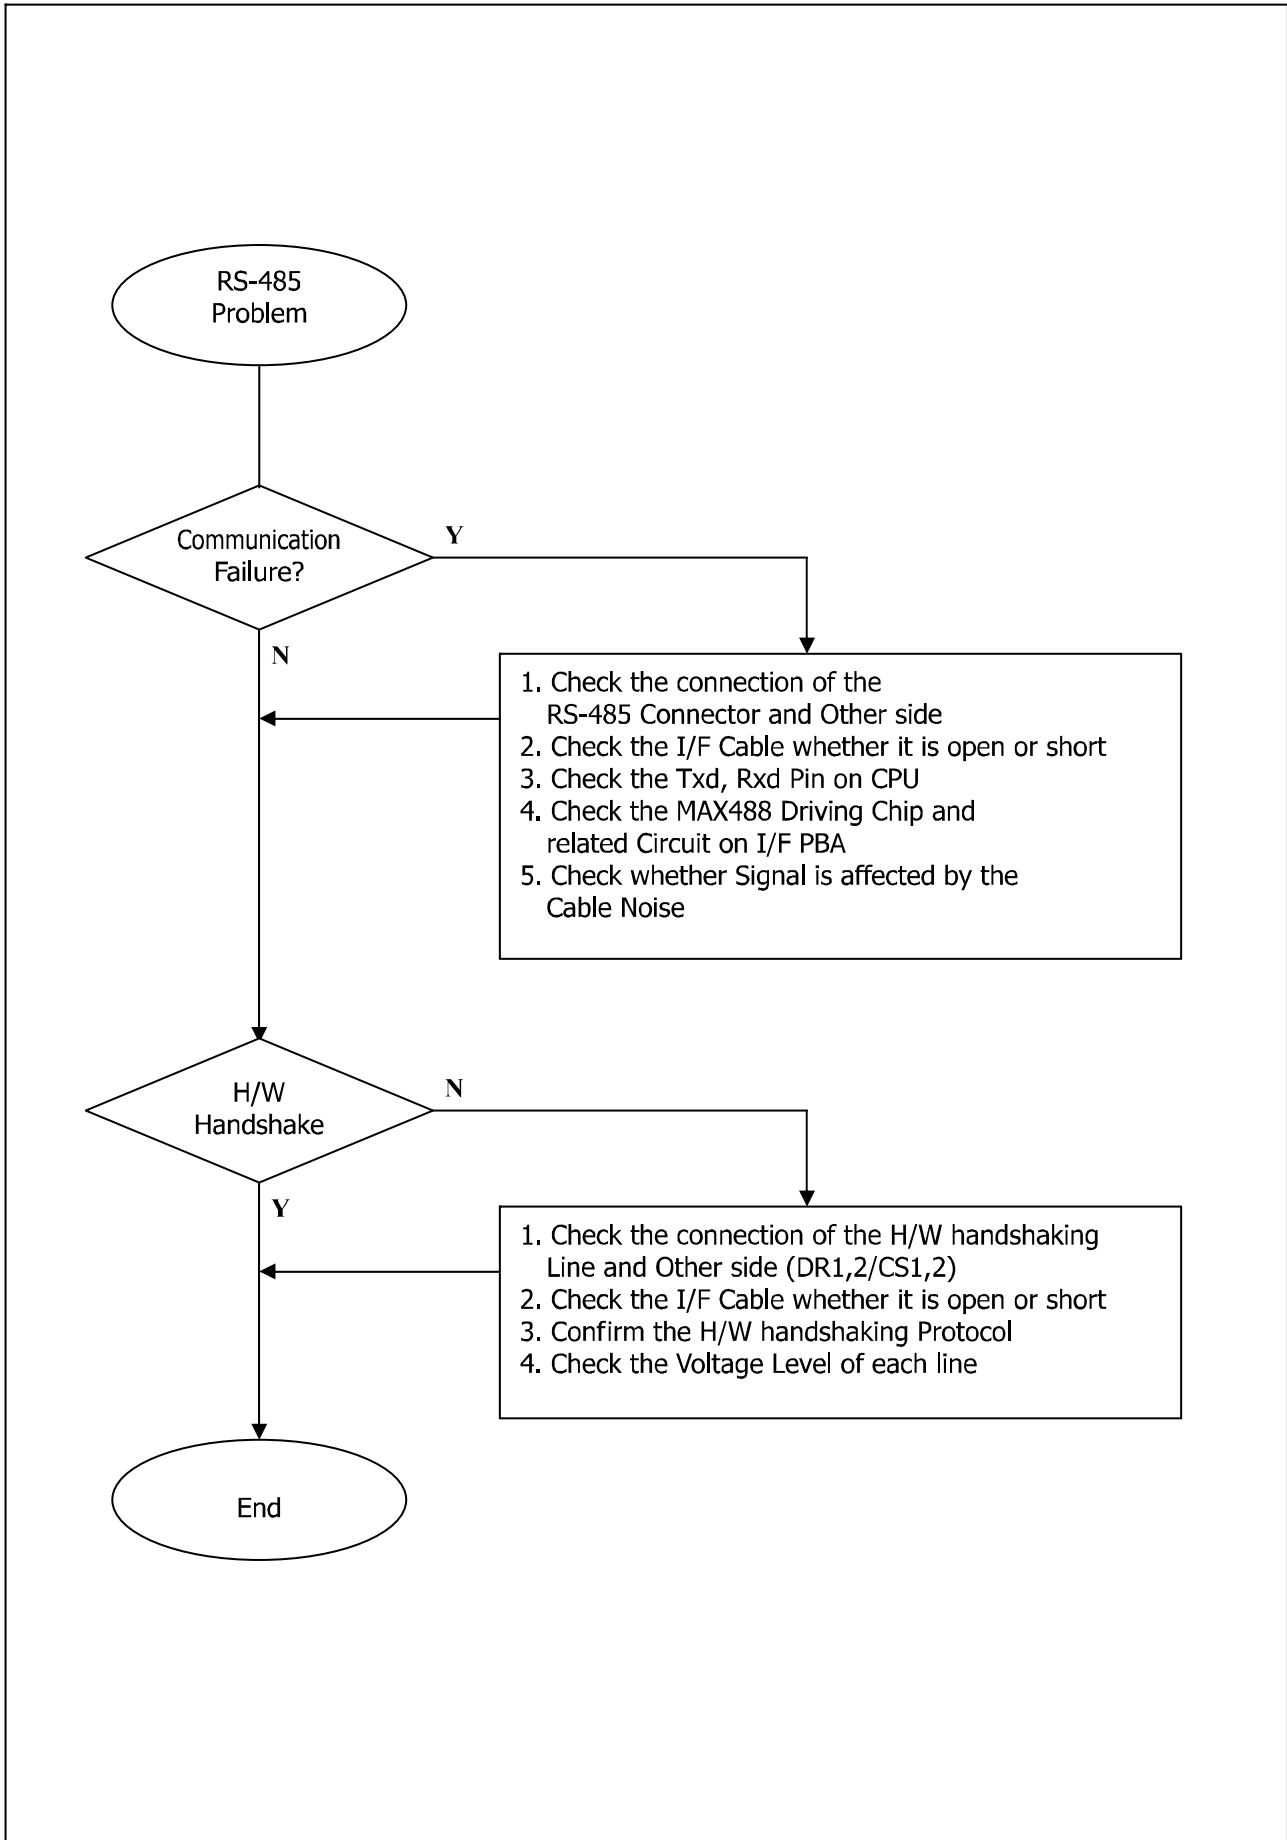 RS-485
Problem
Communication
Failure?
Y
N
1. Check the connection of the
RS-485 Connector and Other side
2. Check the I/F Cable whether it is open or short
3. Check the Txd, Rxd Pin on CPU
4. Check the MAX488 Driving Chip and
related Circuit on I/F PBA
5. Check whether Signal is affected by the
Cable Noise
H/W
Handshake
N
Y
1. Check the connection of the H/W handshaking
Line and Other side (DR1,2/CS1,2)
2. Check the I/F Cable whether it is open or short
3. Confirm the H/W handshaking Protocol
4. Check the Voltage Level of each line
End